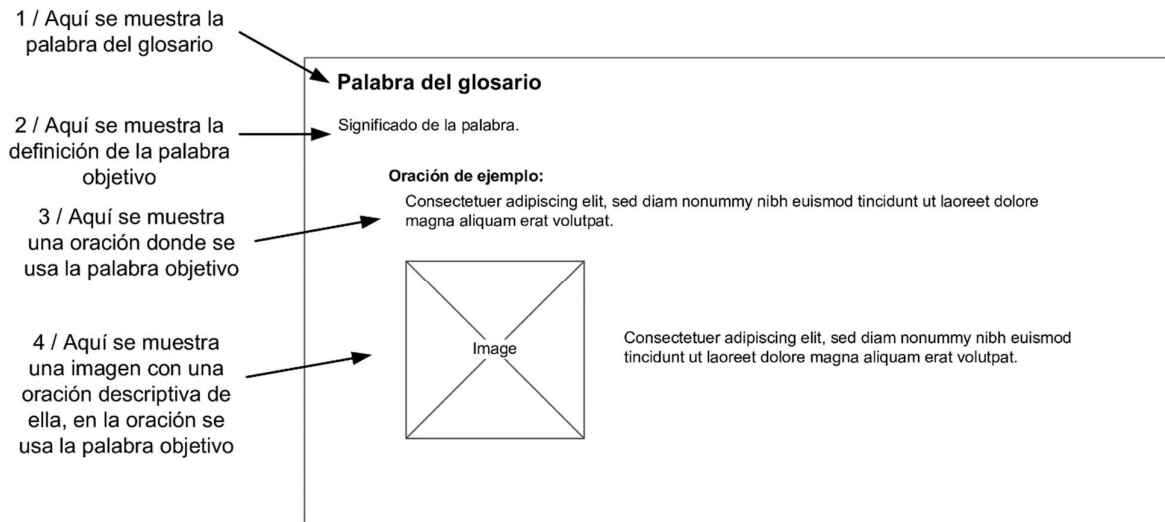 1 / Aquí se muestra la
palabra del glosario
Palabra del glosario
2 / Aquí se muestra la
definición de la palabra
objetivo
Significado de la palabra.
Oración de ejemplo:
Consectetuer adipiscing elit, sed diam nonummy nibh euismod tincidunt ut laoreet dolore
magna aliquam erat volutpat.
3 / Aquí se muestra
una oración donde se
usa la palabra objetivo
4 / Aquí se muestra
una imagen con una
oración descriptiva de
ella, en la oración se
usa la palabra objetivo
Image
Consectetuer adipiscing elit, sed diam nonummy nibh euismod
tincidunt ut laoreet dolore magna aliquam erat volutpat.